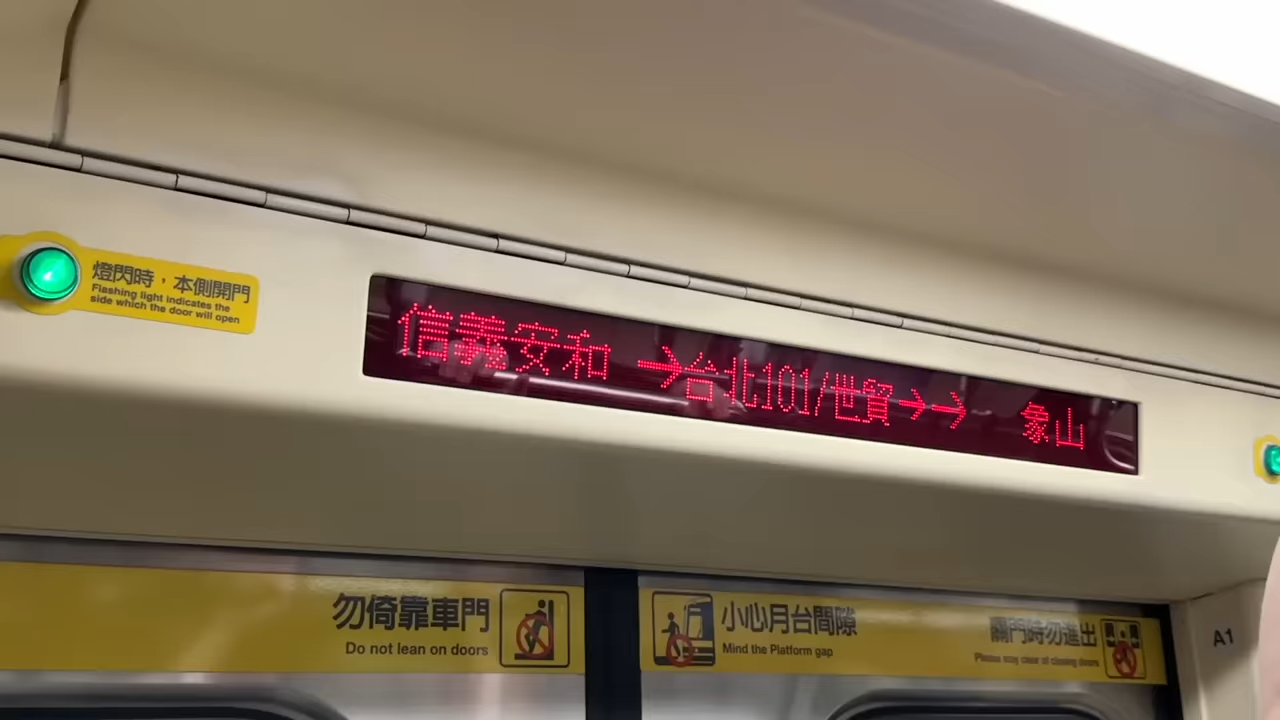 燈閃時，本側開門
Flashing light indicates the
side which the door will open
信義安和 →台北101/世貿→→ 象山
勿倚靠車門
Do not lean on doors
小心月台間隙
Mind the Platform gap
關門時勿進出
Please stay clear of closing doors
A1